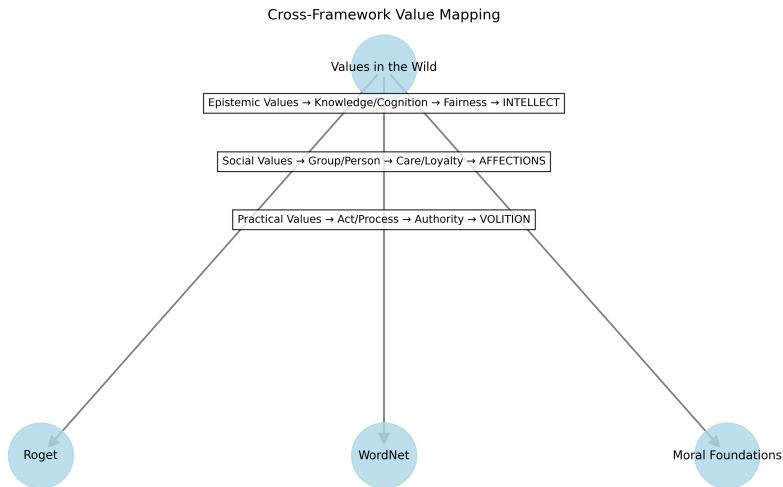 Cross-Framework Value Mapping
Values in the Wild
Epistemic Values → Knowledge/Cognition → Fairness → INTELLECT
Social Values → Group/Person → Care/Loyalty → AFFECTIONS
Practical Values → Act/Process → Authority → VOLITION
Roget
WordNet
Moral Foundations